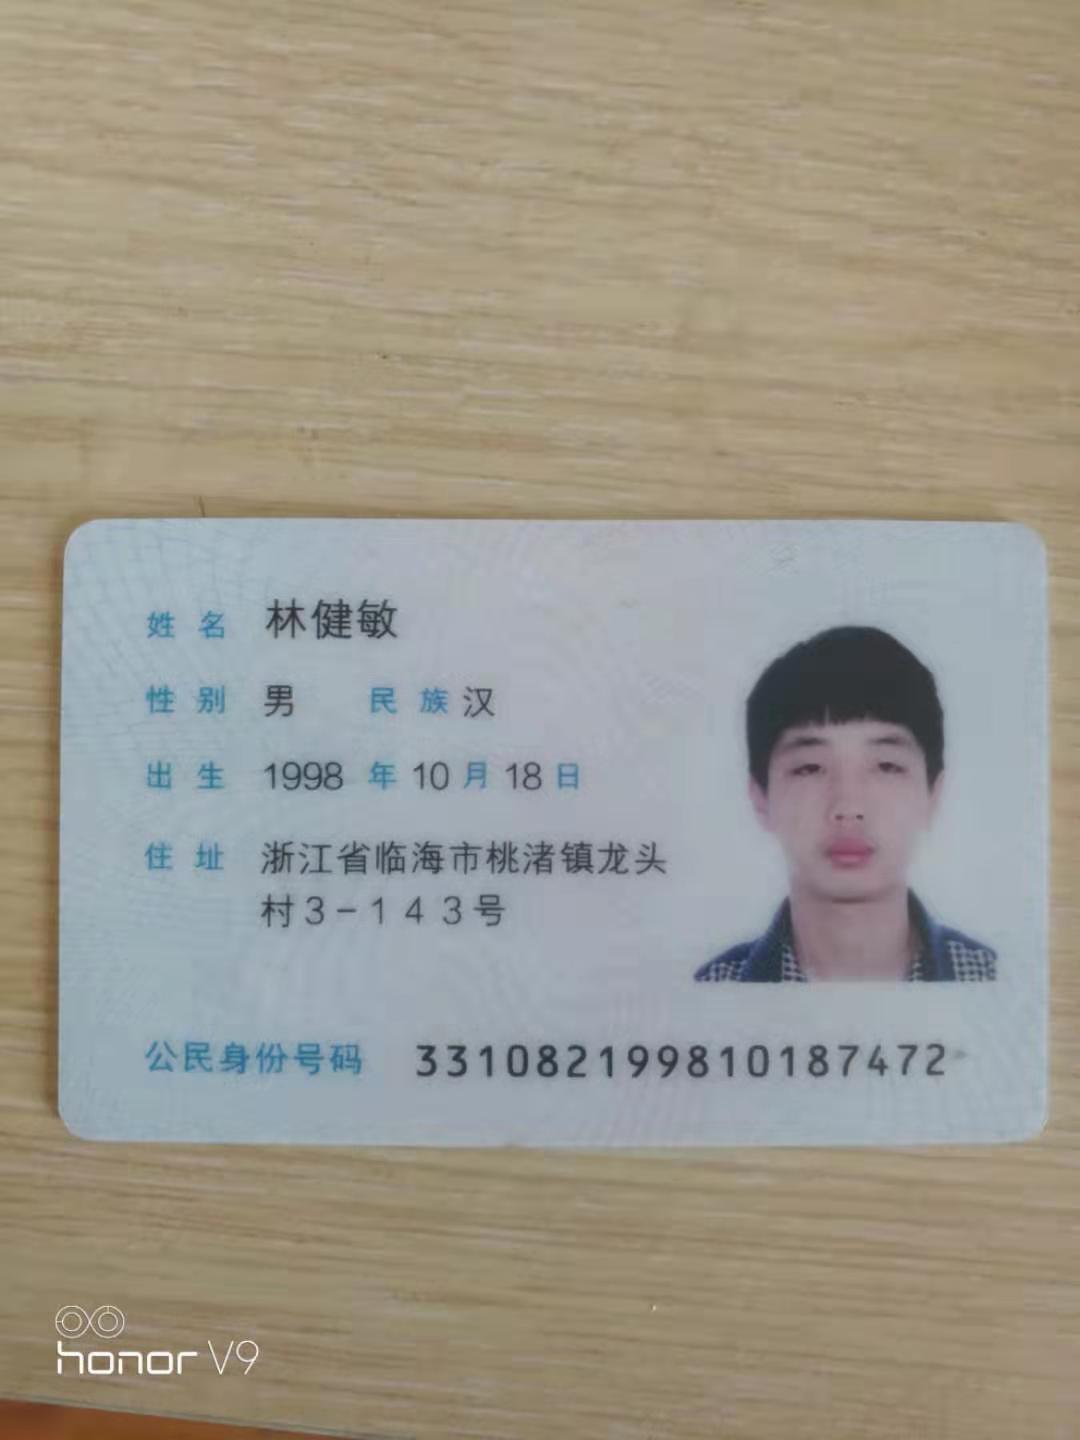 姓名 林健敏
性别 男 民族 汉
出生 1998 年 10 月 18 日
住址 浙江省临海市桃渚镇龙头
村3-143号
公民身份号码 331082199810187472
honor V9